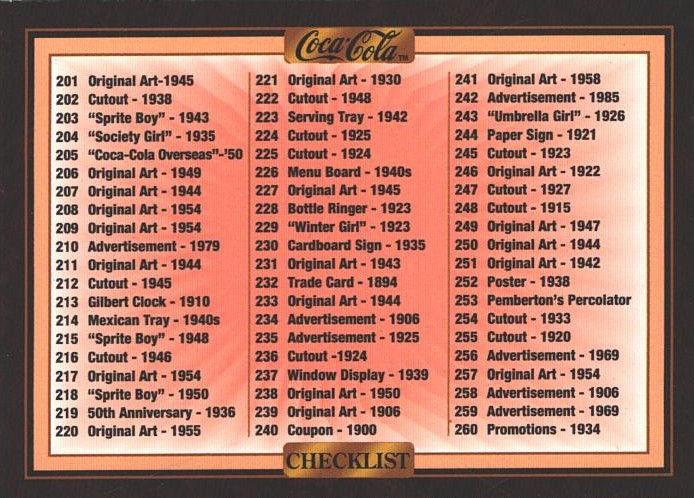 Coca-Cola TM
201 Original Art-1945
202 Cutout - 1938
203 “Sprite Boy” - 1943
204 “Society Girl” - 1935
205 “Coca-Cola Overseas”-’50
206 Original Art - 1949
207 Original Art - 1944
208 Original Art - 1954
209 Original Art - 1954
210 Advertisement - 1979
211 Original Art - 1944
212 Cutout - 1945
213 Gilbert Clock - 1910
214 Mexican Tray - 1940s
215 “Sprite Boy” - 1948
216 Cutout - 1946
217 Original Art - 1954
218 “Sprite Boy” - 1950
219 50th Anniversary - 1936
220 Original Art - 1955
221 Original Art - 1930
222 Cutout - 1948
223 Serving Tray - 1942
224 Cutout - 1925
225 Cutout - 1924
226 Menu Board - 1940s
227 Original Art - 1945
228 Bottle Ringer - 1923
229 “Winter Girl” - 1923
230 Cardboard Sign - 1935
231 Original Art - 1943
232 Trade Card - 1894
233 Original Art - 1944
234 Advertisement - 1906
235 Advertisement - 1925
236 Cutout -1924
237 Window Display - 1939
238 Original Art - 1950
239 Original Art - 1906
240 Coupon - 1900
241 Original Art - 1958
242 Advertisement - 1985
243 “Umbrella Girl” - 1926
244 Paper Sign - 1921
245 Cutout - 1923
246 Original Art - 1922
247 Cutout - 1927
248 Cutout - 1915
249 Original Art - 1947
250 Original Art - 1944
251 Original Art - 1942
252 Poster - 1938
253 Pemberton’s Percolator
254 Cutout - 1933
255 Cutout - 1920
256 Advertisement - 1969
257 Original Art - 1954
258 Advertisement - 1906
259 Advertisement - 1969
260 Promotions - 1934
CHECKLIST